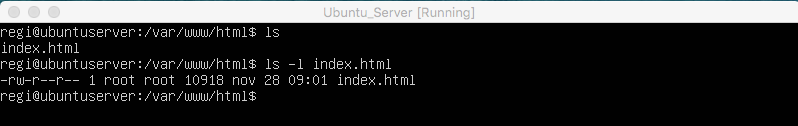 Ubuntu_Server [Running]
regi@ubuntuserver:/var/www/html$ ls
index.html
regi@ubuntuserver:/var/www/html$ ls -l index.html
-rw-r--r-- 1 root root 10918 nov 28 09:01 index.html
regi@ubuntuserver:/var/www/html$